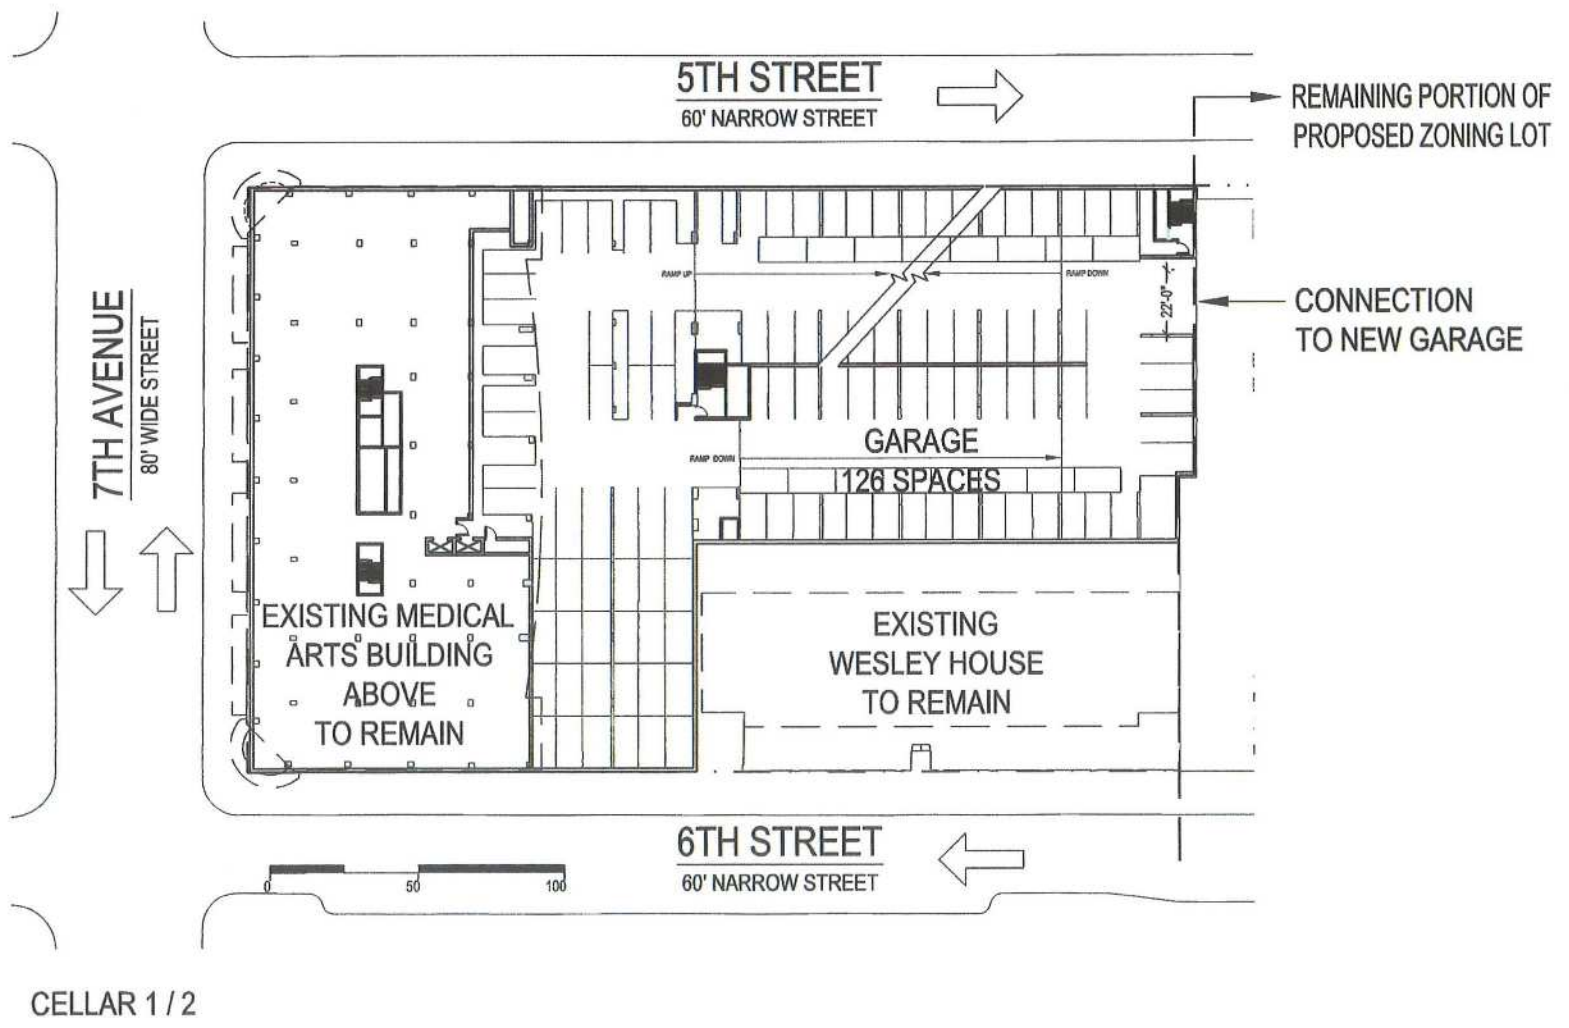 5TH STREET
60' NARROW STREET
REMAINING PORTION OF
PROPOSED ZONING LOT
RAMP UP
RAMP DOWN
22'-0"
CONNECTION
TO NEW GARAGE
7TH AVENUE
80' WIDE STREET
RAMP DOWN
GARAGE
126 SPACES
EXISTING MEDICAL
ARTS BUILDING
ABOVE
TO REMAIN
EXISTING
WESLEY HOUSE
TO REMAIN
6TH STREET
60' NARROW STREET
0 50 100
CELLAR 1 / 2